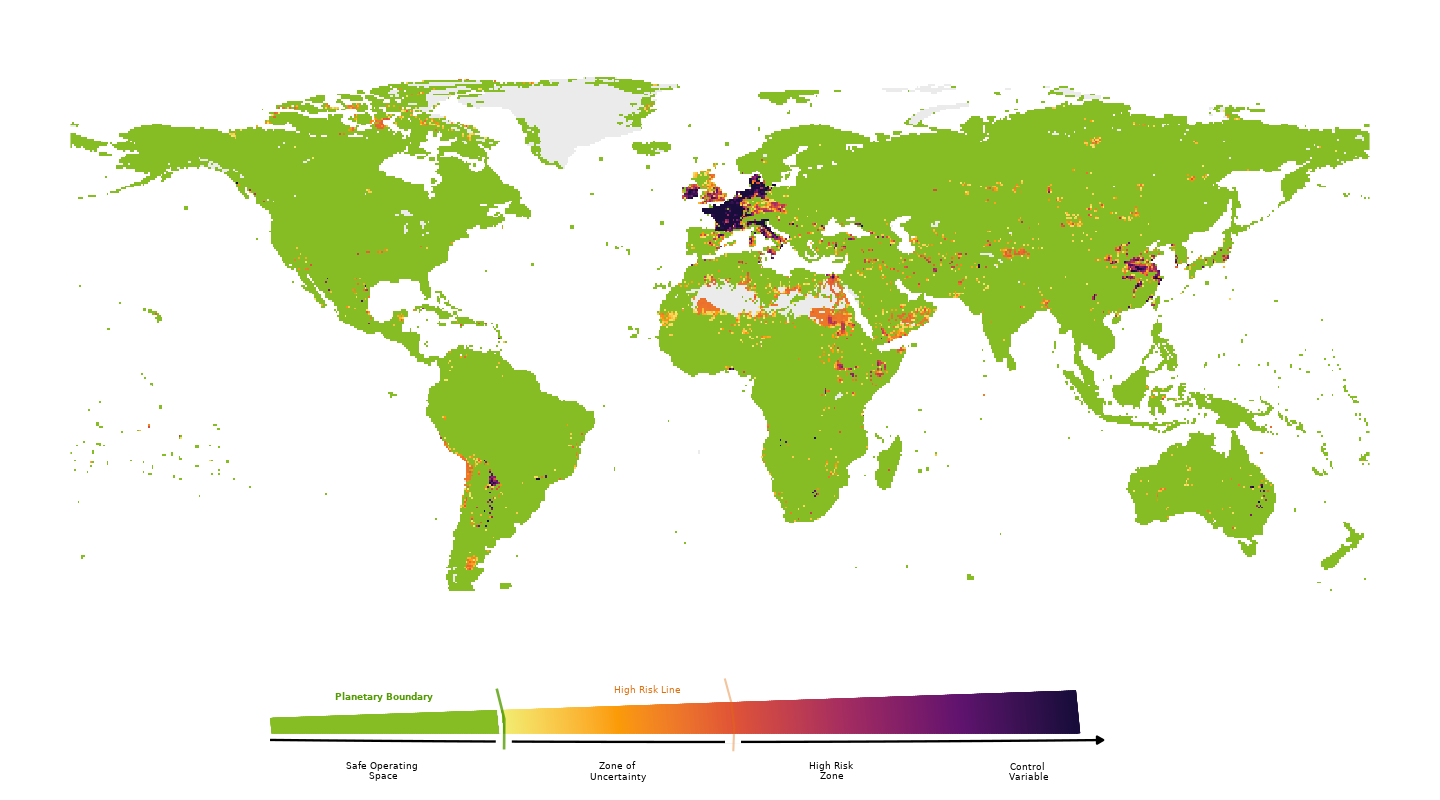 Planetary Boundary
High Risk Line
Safe Operating
Space
Zone of
Uncertainty
High Risk
Zone
Control
Variable